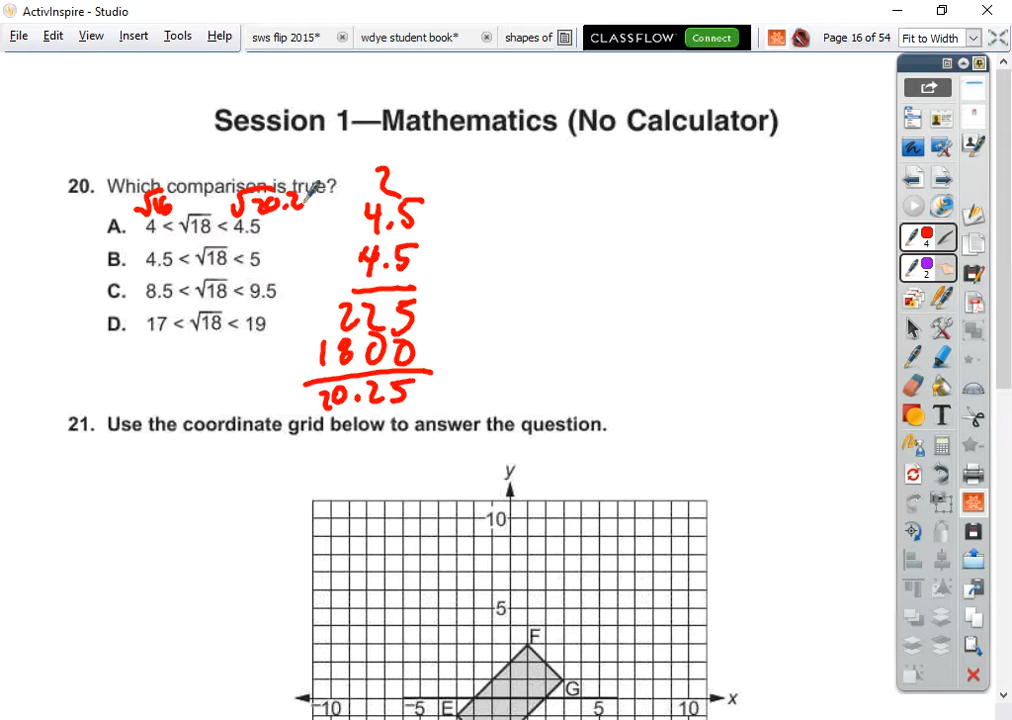 ActivInspire - Studio
File Edit View Insert Tools Help
sws flip 2015* wdye student book* shapes of
CLASSFLOW Connect
Page 16 of 54 Fit to Width
Session 1—Mathematics (No Calculator)
20. Which comparison is true?
√16 √20.2
A. 4 < √18 < 4.5
B. 4.5 < √18 < 5
C. 8.5 < √18 < 9.5
D. 17 < √18 < 19
2
4.5
4.5
225
1800
20.25
21. Use the coordinate grid below to answer the question.
y
10
5
F
G
−10 −5 E 5 10 x
4
2
T